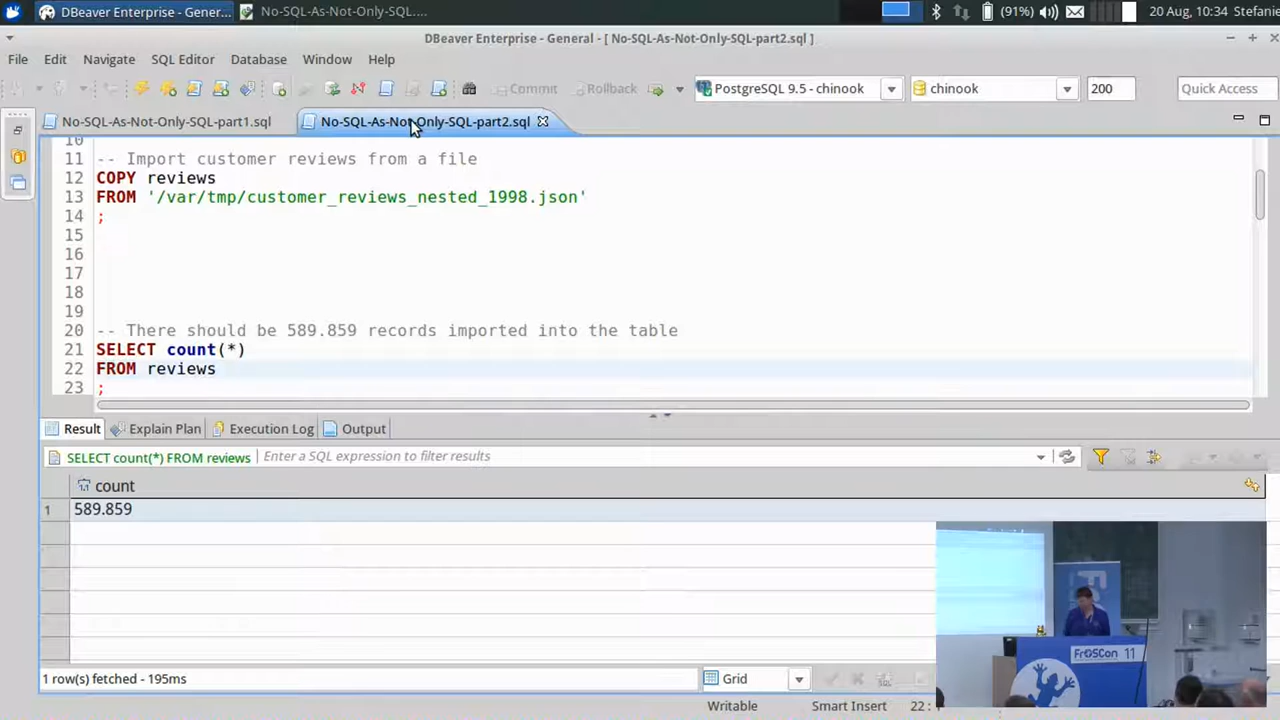 DBeaver Enterprise - Gener...
No-SQL-As-Not-Only-SQL....
(91%)
20 Aug, 10:34 Stefanie
DBeaver Enterprise - General - [ No-SQL-As-Not-Only-SQL-part2.sql ]
File Edit Navigate SQL Editor Database Window Help
Commit Rollback PostgreSQL 9.5 - chinook chinook 200 Quick Access
No-SQL-As-Not-Only-SQL-part1.sql No-SQL-As-Not-Only-SQL-part2.sql
10
11 -- Import customer reviews from a file
12 COPY reviews
13 FROM '/var/tmp/customer_reviews_nested_1998.json'
14 ;
15
16
17
18
19
20 -- There should be 589.859 records imported into the table
21 SELECT count(*)
22 FROM reviews
23 ;
Result Explain Plan Execution Log Output
SELECT count(*) FROM reviews Enter a SQL expression to filter results
count
1 589.859
FrOSCon 11
1 row(s) fetched - 195ms
Grid
Writable Smart Insert 22 :